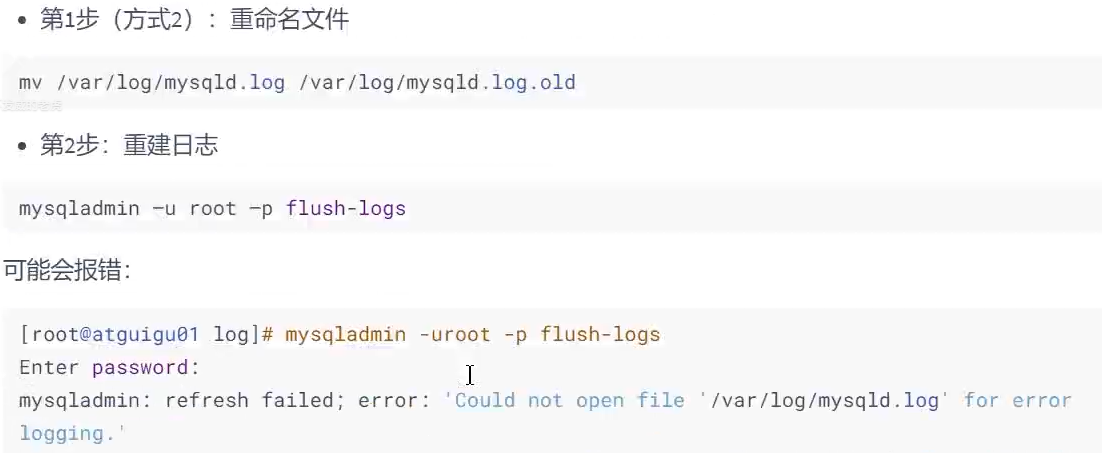 第1步（方式2）：重命名文件
mv /var/log/mysqld.log /var/log/mysqld.log.old
第2步：重建日志
mysqladmin -u root -p flush-logs
可能会报错：
[root@atguigu01 log]# mysqladmin -uroot -p flush-logs
Enter password:
mysqladmin: refresh failed; error: 'Could not open file '/var/log/mysqld.log' for error
logging.'